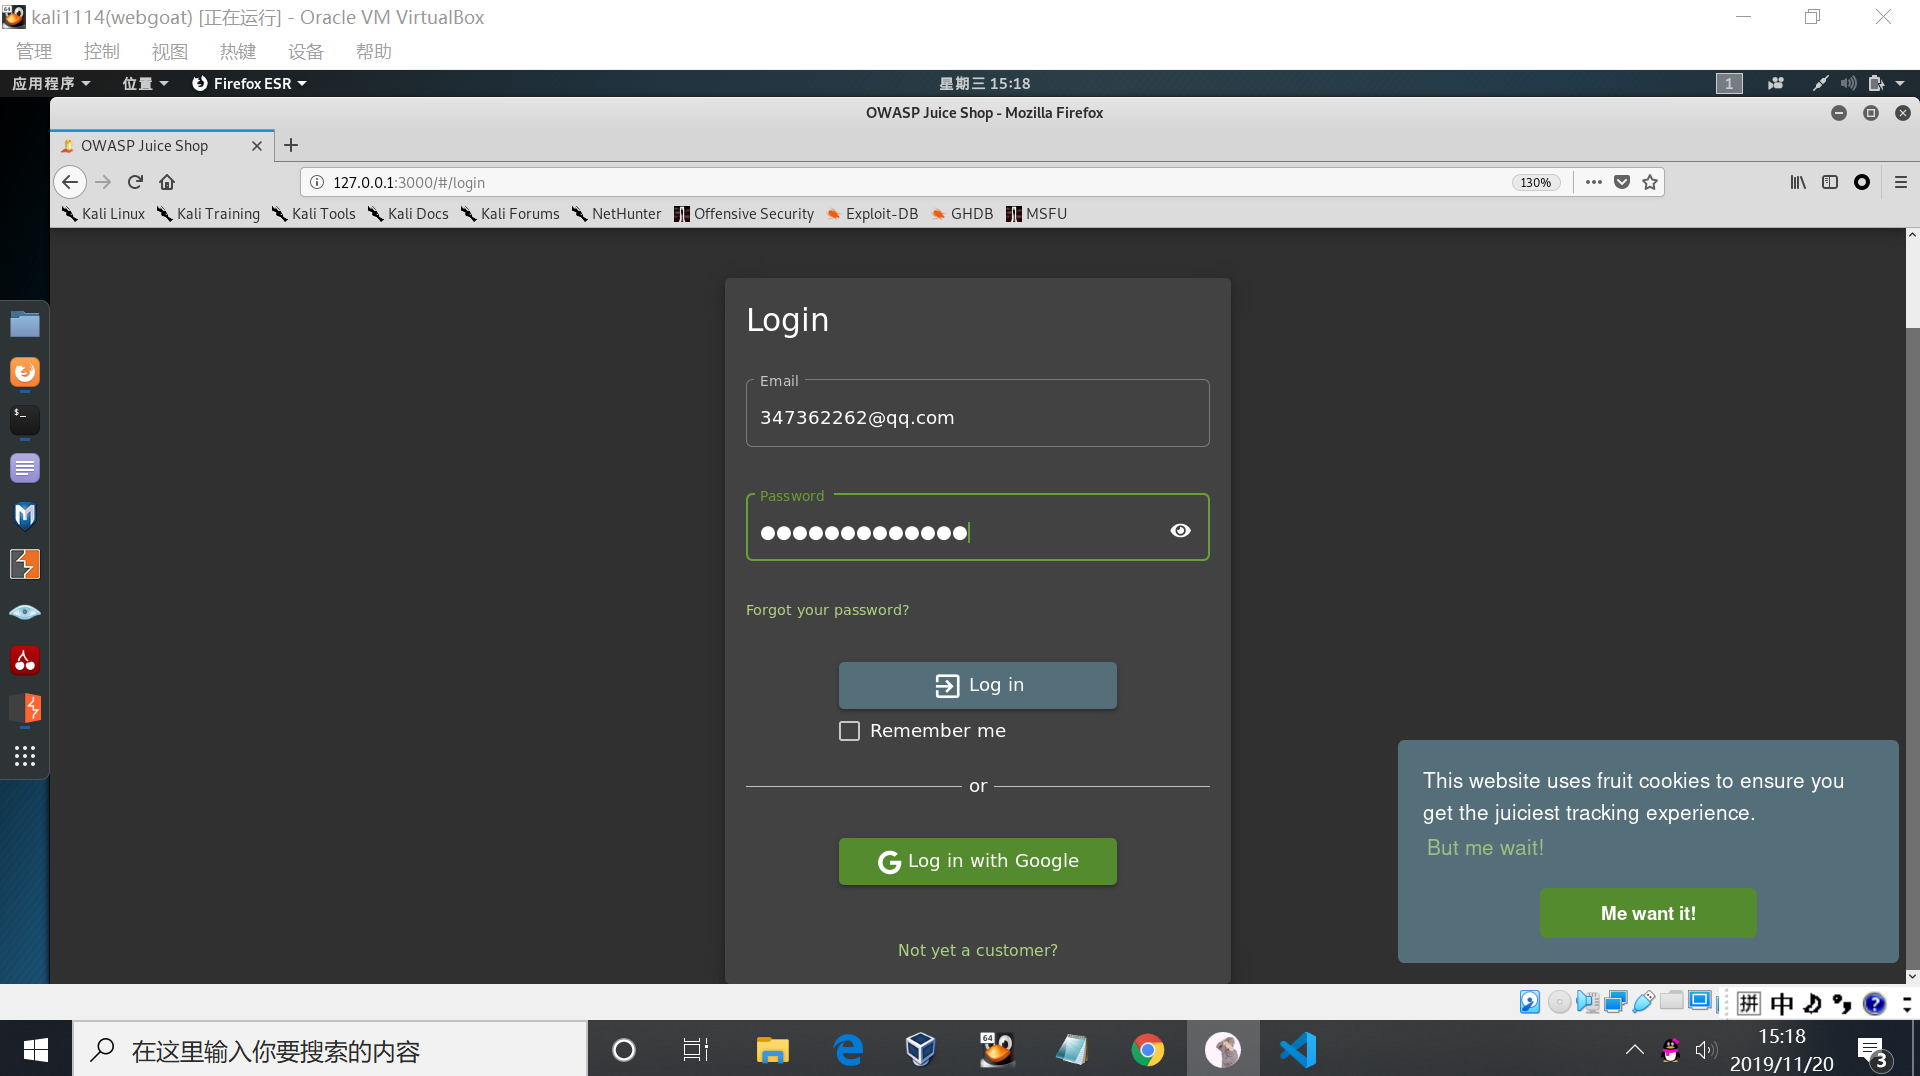 kali1114(webgoat) [正在运行] - Oracle VM VirtualBox
管理 控制 视图 热键 设备 帮助
应用程序 位置 Firefox ESR 星期三 15:18 1
OWASP Juice Shop - Mozilla Firefox
OWASP Juice Shop
127.0.0.1:3000/#/login 130%
Kali Linux Kali Training Kali Tools Kali Docs Kali Forums NetHunter Offensive Security Exploit-DB GHDB MSFU
Login
Email
347362262@qq.com
Password
Forgot your password?
Log in
Remember me
or
Log in with Google
Not yet a customer?
This website uses fruit cookies to ensure you
get the juiciest tracking experience.
But me wait!
Me want it!
拼 中
在这里输入你要搜索的内容
64
15:18
2019/11/20
3